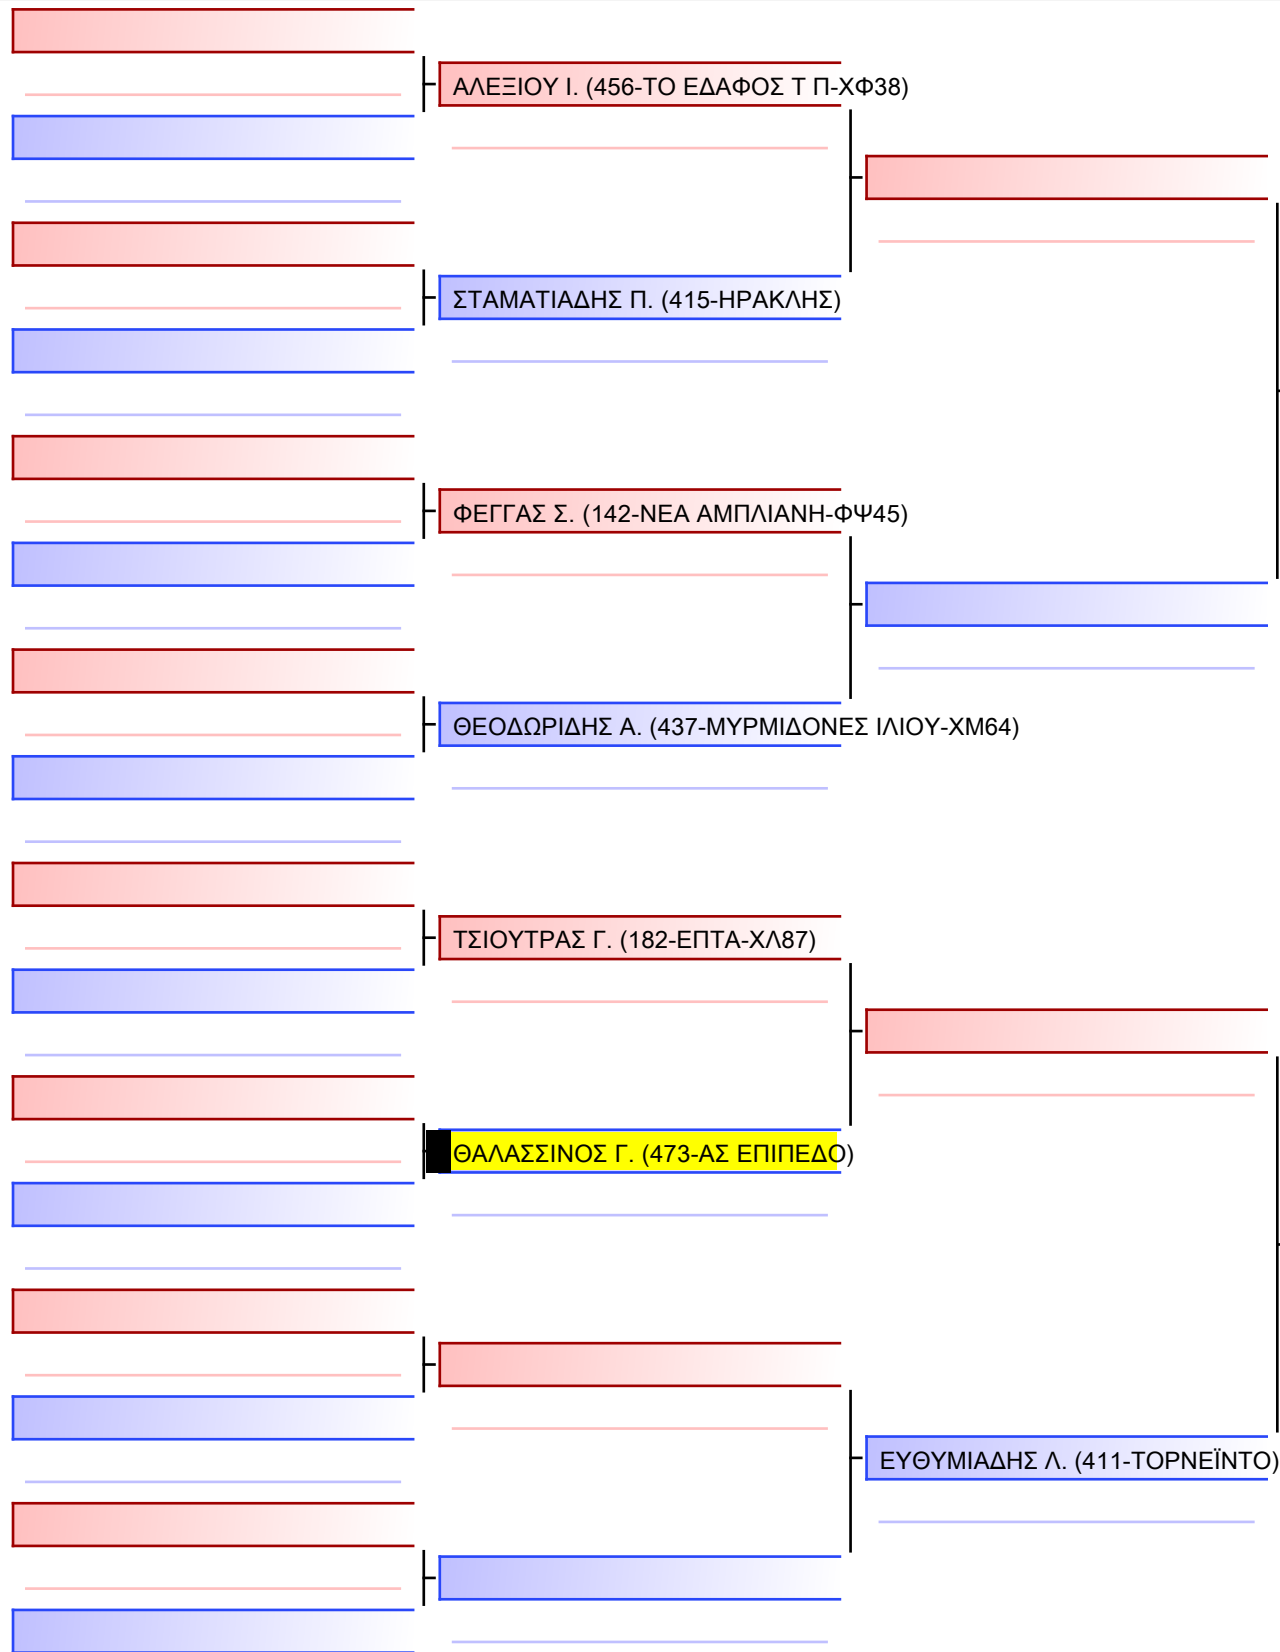 ΑΛΕΞΙΟΥ Ι. (456-ΤΟ ΕΔΑΦΟΣ Τ Π-ΧΦ38)
ΣΤΑΜΑΤΙΑΔΗΣ Π. (415-ΗΡΑΚΛΗΣ)
ΦΕΓΓΑΣ Σ. (142-ΝΕΑ ΑΜΠΛΙΑΝΗ-ΦΨ45)
ΘΕΟΔΩΡΙΔΗΣ Α. (437-ΜΥΡΜΙΔΟΝΕΣ ΙΛΙΟΥ-ΧΜ64)
ΤΣΙΟΥΤΡΑΣ Γ. (182-ΕΠΤΑ-ΧΛ87)
ΘΑΛΑΣΣΙΝΟΣ Γ. (473-ΑΣ ΕΠΙΠΕΔΟ)
ΕΥΘΥΜΙΑΔΗΣ Λ. (411-ΤΟΡΝΕΪΝΤΟ)